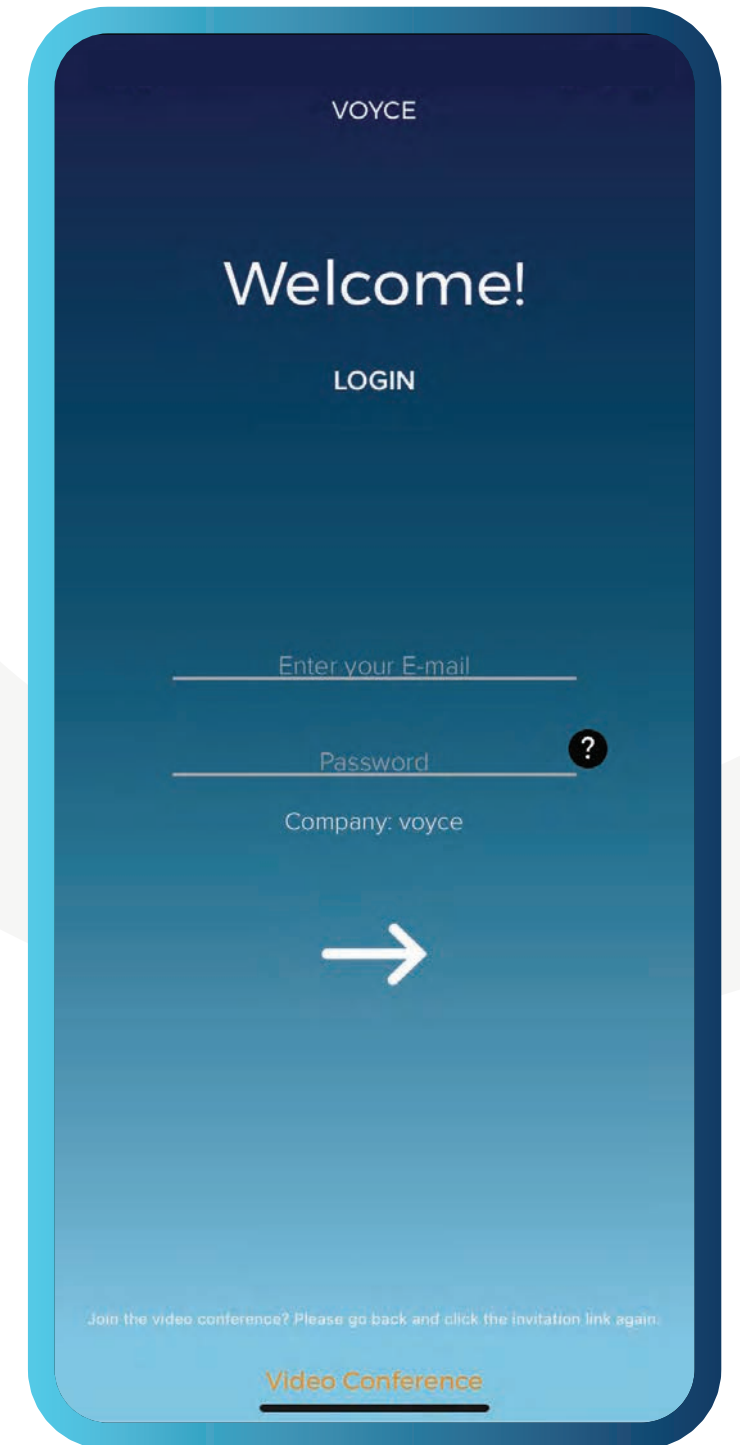 VOYCE
Welcome!
LOGIN
Enter your E-mail
Password
?
Company: voyce
Join the video conference? Please go back and click the invitation link again.
Video Conference